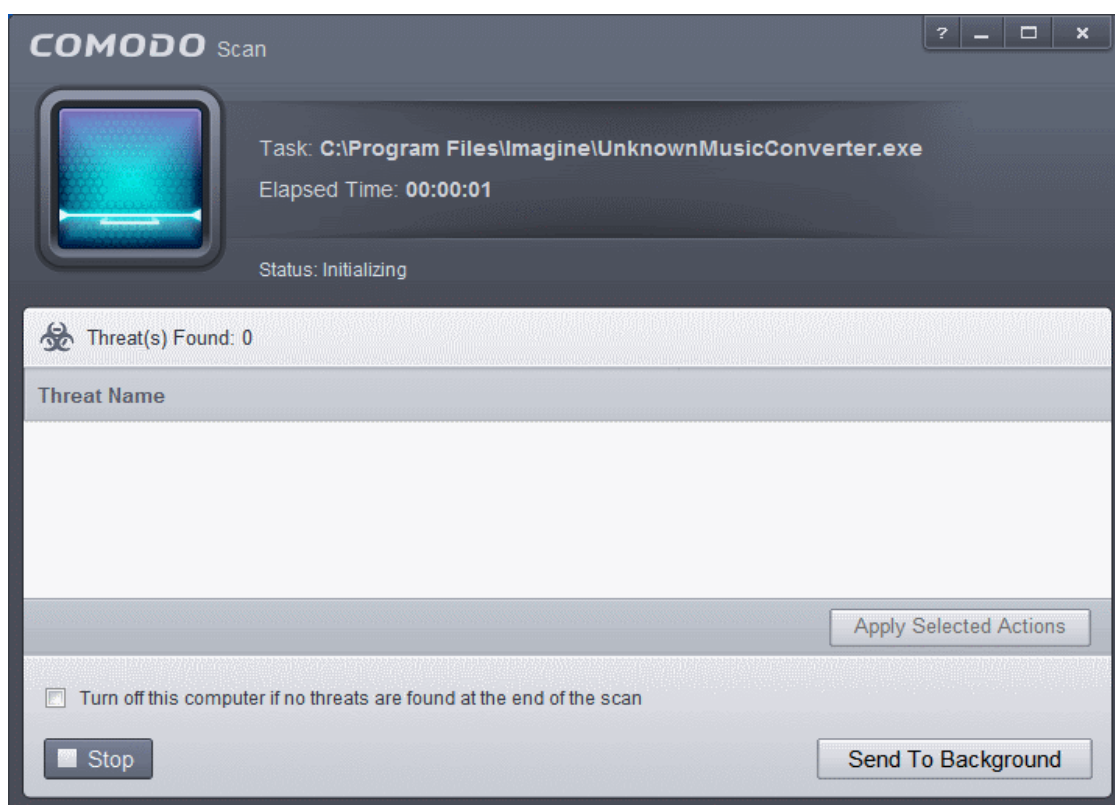 COMODO Scan
?
Task: C:\Program Files\Imagine\UnknownMusicConverter.exe
Elapsed Time: 00:00:01
Status: Initializing
Threat(s) Found: 0
Threat Name
Apply Selected Actions
Turn off this computer if no threats are found at the end of the scan
Stop
Send To Background